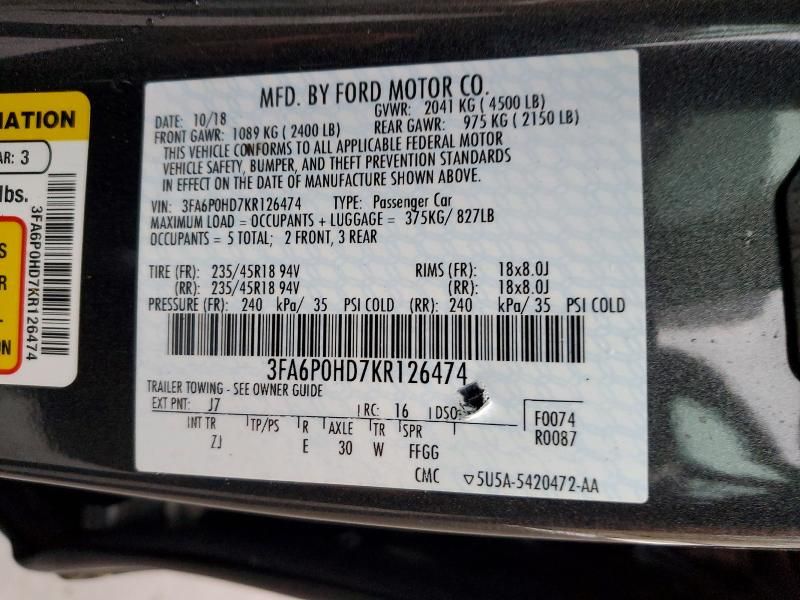 MFD. BY FORD MOTOR CO.
DATE: 10/18 GVWR: 2041 KG ( 4500 LB)
FRONT GAWR: 1089 KG ( 2400 LB) REAR GAWR: 975 KG ( 2150 LB)
THIS VEHICLE CONFORMS TO ALL APPLICABLE FEDERAL MOTOR
VEHICLE SAFETY, BUMPER, AND THEFT PREVENTION STANDARDS
IN EFFECT ON THE DATE OF MANUFACTURE SHOWN ABOVE.
VIN: 3FA6P0HD7KR126474 TYPE: Passenger Car
MAXIMUM LOAD = OCCUPANTS + LUGGAGE = 375KG/ 827LB
OCCUPANTS = 5 TOTAL; 2 FRONT, 3 REAR
TIRE (FR): 235/45R18 94V RIMS (FR): 18x8.0J
(RR): 235/45R18 94V (RR): 18x8.0J
PRESSURE (FR): 240 kPa/ 35 PSI COLD (RR): 240 kPa/ 35 PSI COLD
3FA6P0HD7KR126474
TRAILER TOWING - SEE OWNER GUIDE
EXT PNT: J7 RC: 16 DSO: F0074
INT TR TP/PS R AXLE TR SPR R0087
ZJ E 30 W FFGG
CMC ▽5U5A-5420472-AA
MATION
AR: 3
lbs.
3FA6P0HD7KR126474
S
R
-
ON